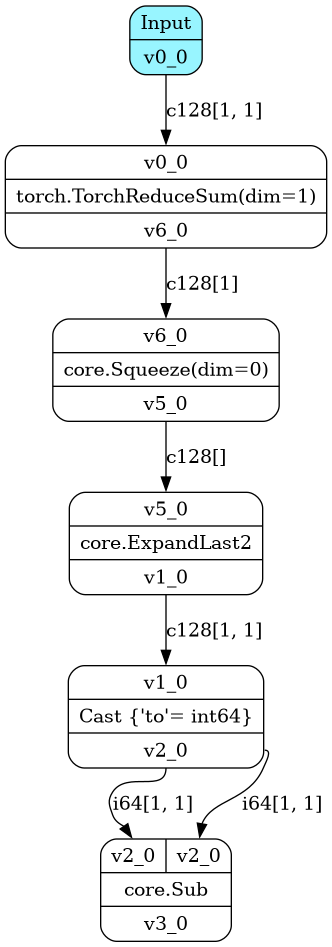 Input
v0_0
c128[1, 1]
v0_0
torch.TorchReduceSum(dim=1)
v6_0
c128[1]
v6_0
core.Squeeze(dim=0)
v5_0
c128[]
v5_0
core.ExpandLast2
v1_0
c128[1, 1]
v1_0
Cast {'to'= int64}
v2_0
i64[1, 1] i64[1, 1]
v2_0 v2_0
core.Sub
v3_0